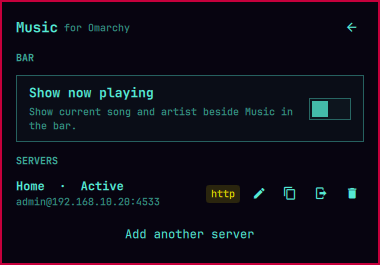 Music for Omarchy
BAR
Show now playing
Show current song and artist beside Music in
the bar.
SERVERS
Home · Active
admin@192.168.10.20:4533
http
Add another server